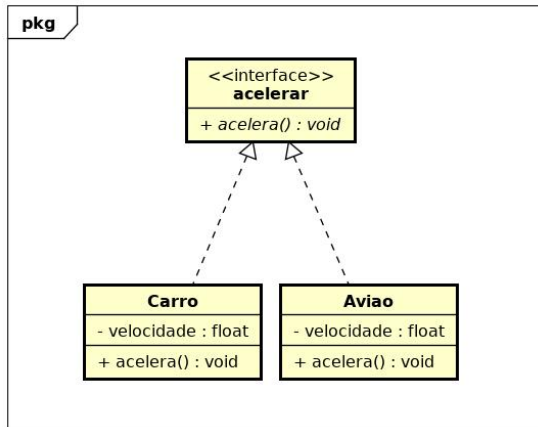 pkg
<<interface>>
acelerar
+ acelera() : void
Carro
- velocidade : float
+ acelera() : void
Aviao
- velocidade : float
+ acelera() : void